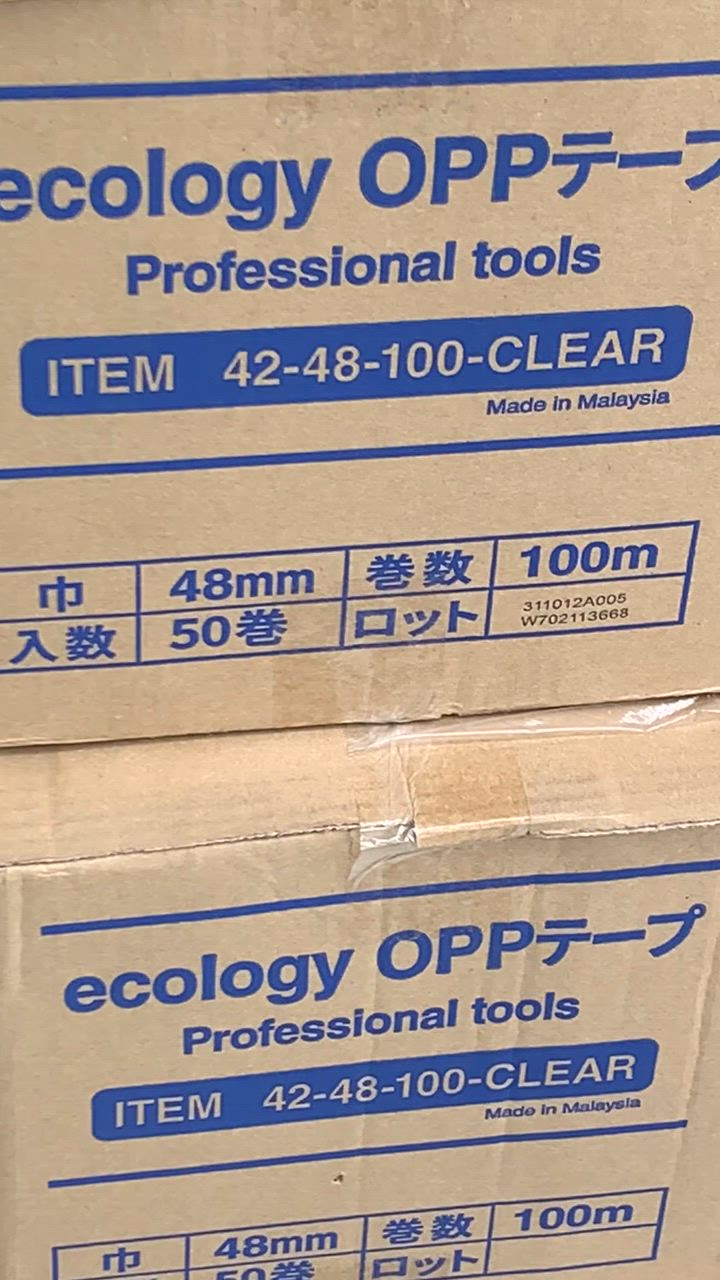 ecology OPPテープ
Professional tools
ITEM 42-48-100-CLEAR
Made in Malaysia
巾 48mm 巻数 100m
入数 50巻 ロット 311012A005
W702113668
ecology OPPテープ
Professional tools
ITEM 42-48-100-CLEAR
Made in Malaysia
巾 48mm 巻数 100m
50巻 ロット